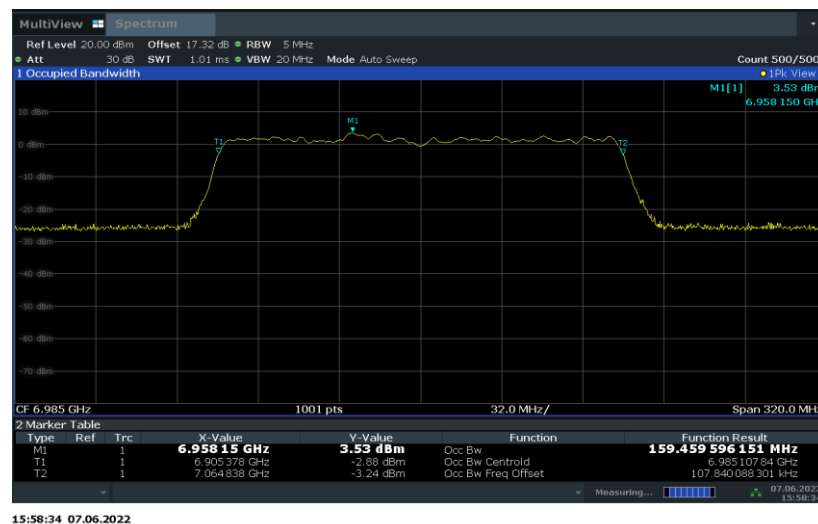 MultiView Spectrum
Ref Level 20.00 dBm Offset 17.32 dB RBW 5 MHz
Att 30 dB SWT 1.01 ms VBW 20 MHz Mode Auto Sweep Count 500/500
1 Occupied Bandwidth 1Pk View
M1[1] 3.53 dBr
6.958 150 GH
10 dBm
M1
0 dBm
T1
T2
-10 dBm
-20 dBm
-30 dBm
-40 dBm
-50 dBm
-60 dBm
-70 dBm
CF 6.985 GHz 1001 pts 32.0 MHz/ Span 320.0 MH
2 Marker Table
Type Ref Trc X-Value Y-Value Function Function Result
M1 1 6.958 15 GHz 3.53 dBm Occ Bw 159.459 596 151 MHz
T1 1 6.905 378 GHz -2.88 dBm Occ Bw Centroid 6.985 107 84 GHz
T2 1 7.064 838 GHz -3.24 dBm Occ Bw Freq Offset 107.840 088 301 kHz
Measuring... 07.06.202
15:58:3
15:58:34 07.06.2022